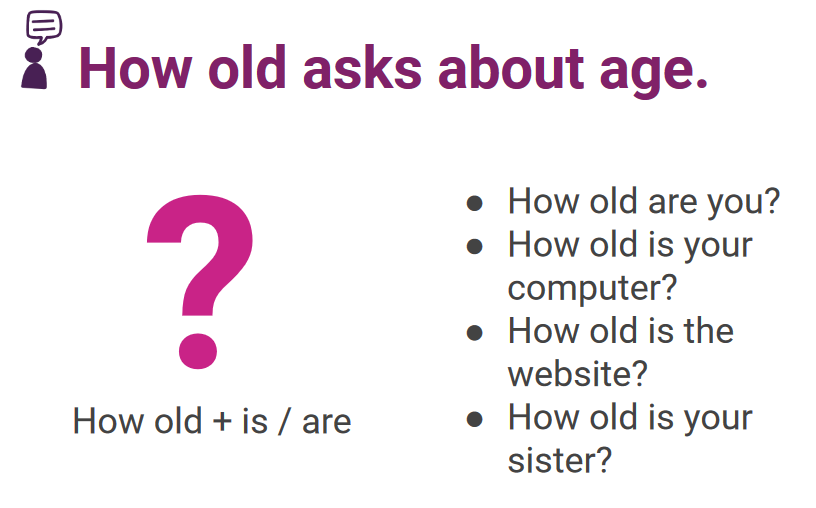 How old asks about age.
?
How old + is / are
● How old are you?
● How old is your
computer?
● How old is the
website?
● How old is your
sister?